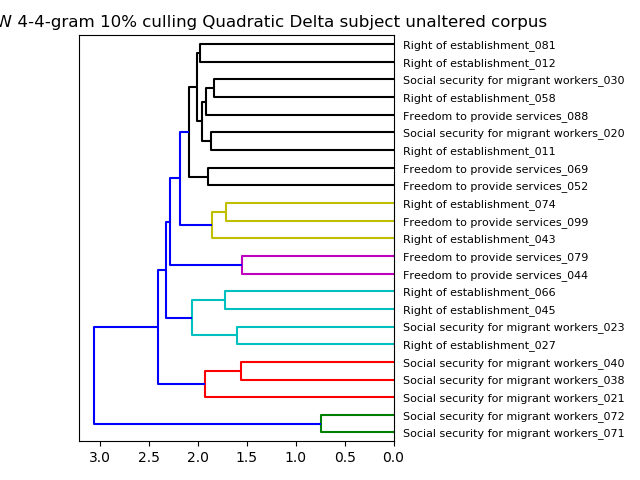 4-4-gram 10% culling Quadratic Delta subject unaltered corpus
Right of establishment_081
Right of establishment_012
Social security for migrant workers_030
Right of establishment_058
Freedom to provide services_088
Social security for migrant workers_020
Right of establishment_011
Freedom to provide services_069
Freedom to provide services_052
Right of establishment_074
Freedom to provide services_099
Right of establishment_043
Freedom to provide services_079
Freedom to provide services_044
Right of establishment_066
Right of establishment_045
Social security for migrant workers_023
Right of establishment_027
Social security for migrant workers_040
Social security for migrant workers_038
Social security for migrant workers_021
Social security for migrant workers_072
Social security for migrant workers_071
3.0 2.5 2.0 1.5 1.0 0.5 0.0